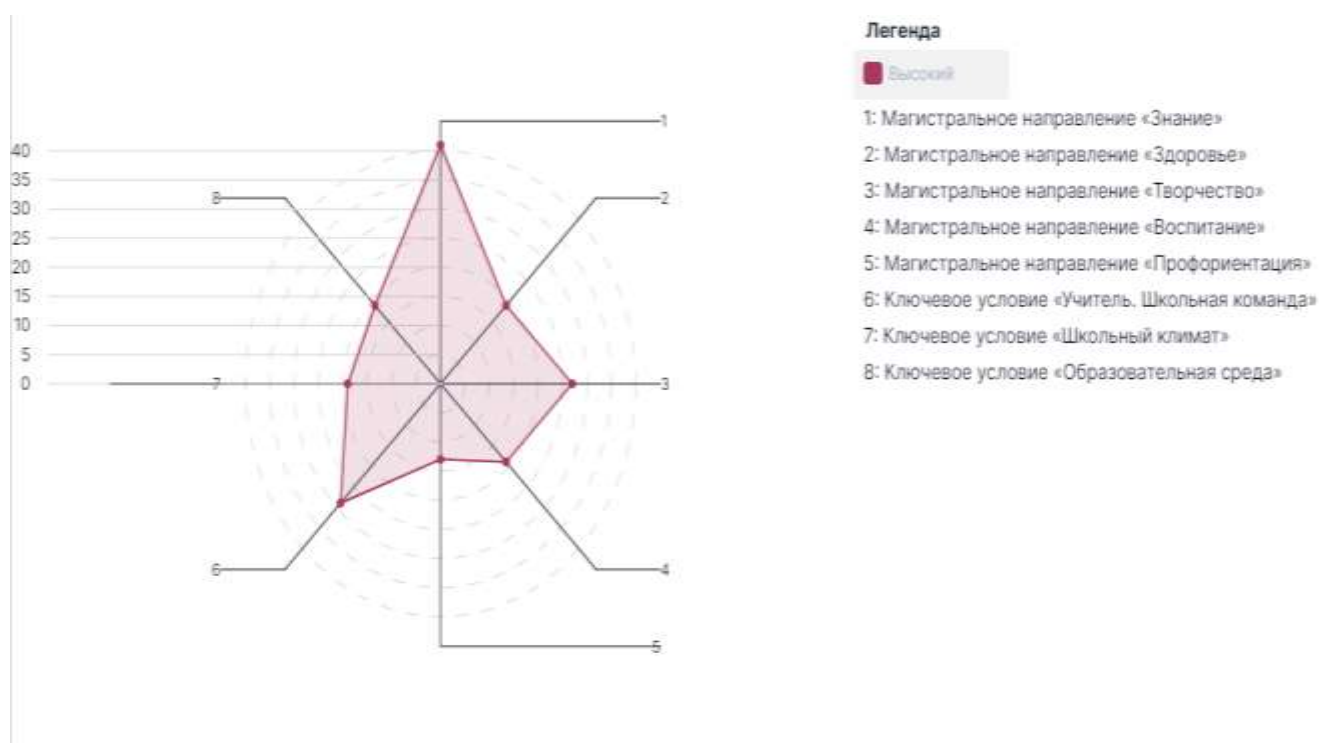 Легенда
Высокий
1: Магистральное направление «Знание»
2: Магистральное направление «Здоровье»
3: Магистральное направление «Творчество»
4: Магистральное направление «Воспитание»
5: Магистральное направление «Профориентация»
6: Ключевое условие «Учитель. Школьная команда»
7: Ключевое условие «Школьный климат»
8: Ключевое условие «Образовательная среда»
1
40
35
8
2
30
25
20
15
10
5
0
7
3
6
4
5